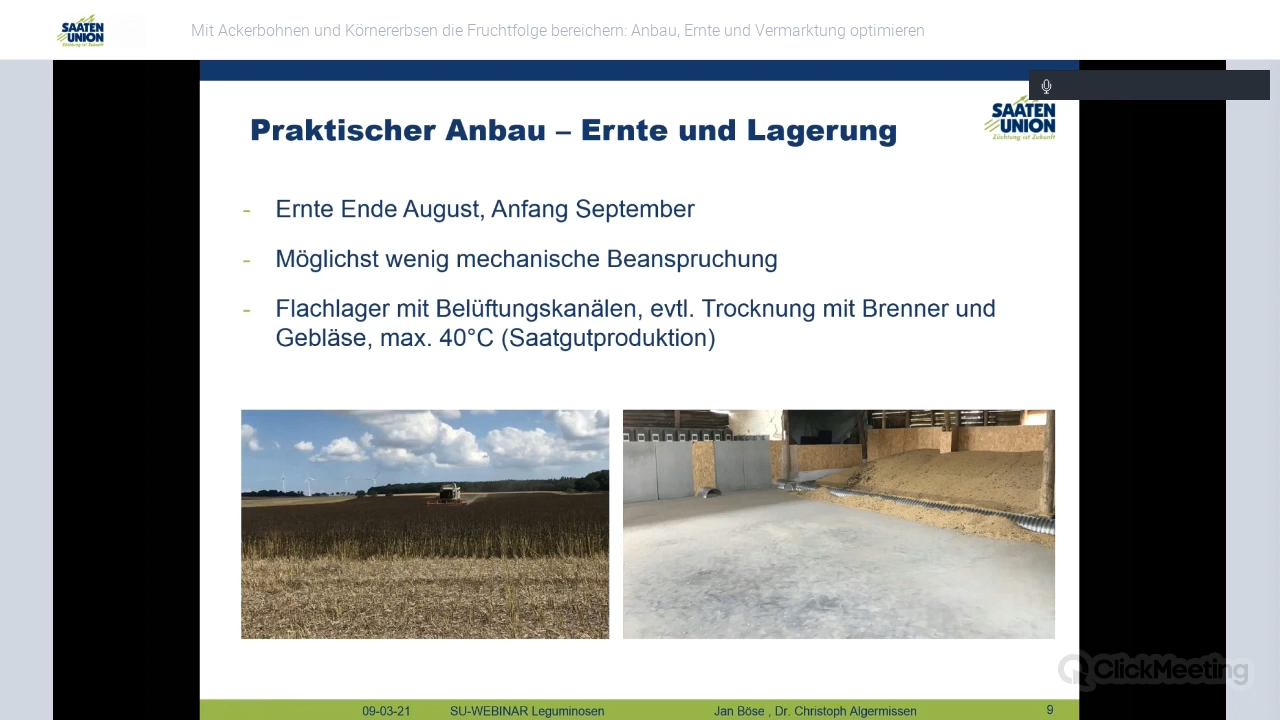 SAATEN
UNION
Züchtung ist Zukunft
Mit Ackerbohnen und Körnererbsen die Fruchtfolge bereichern: Anbau, Ernte und Vermarktung optimieren
SAATEN
UNION
Züchtung ist Zukunft
Praktischer Anbau – Ernte und Lagerung
- Ernte Ende August, Anfang September
- Möglichst wenig mechanische Beanspruchung
- Flachlager mit Belüftungskanälen, evtl. Trocknung mit Brenner und
Gebläse, max. 40°C (Saatgutproduktion)
ClickMeeting
09-03-21 SU-WEBINAR Leguminosen Jan Böse , Dr. Christoph Algermissen 9